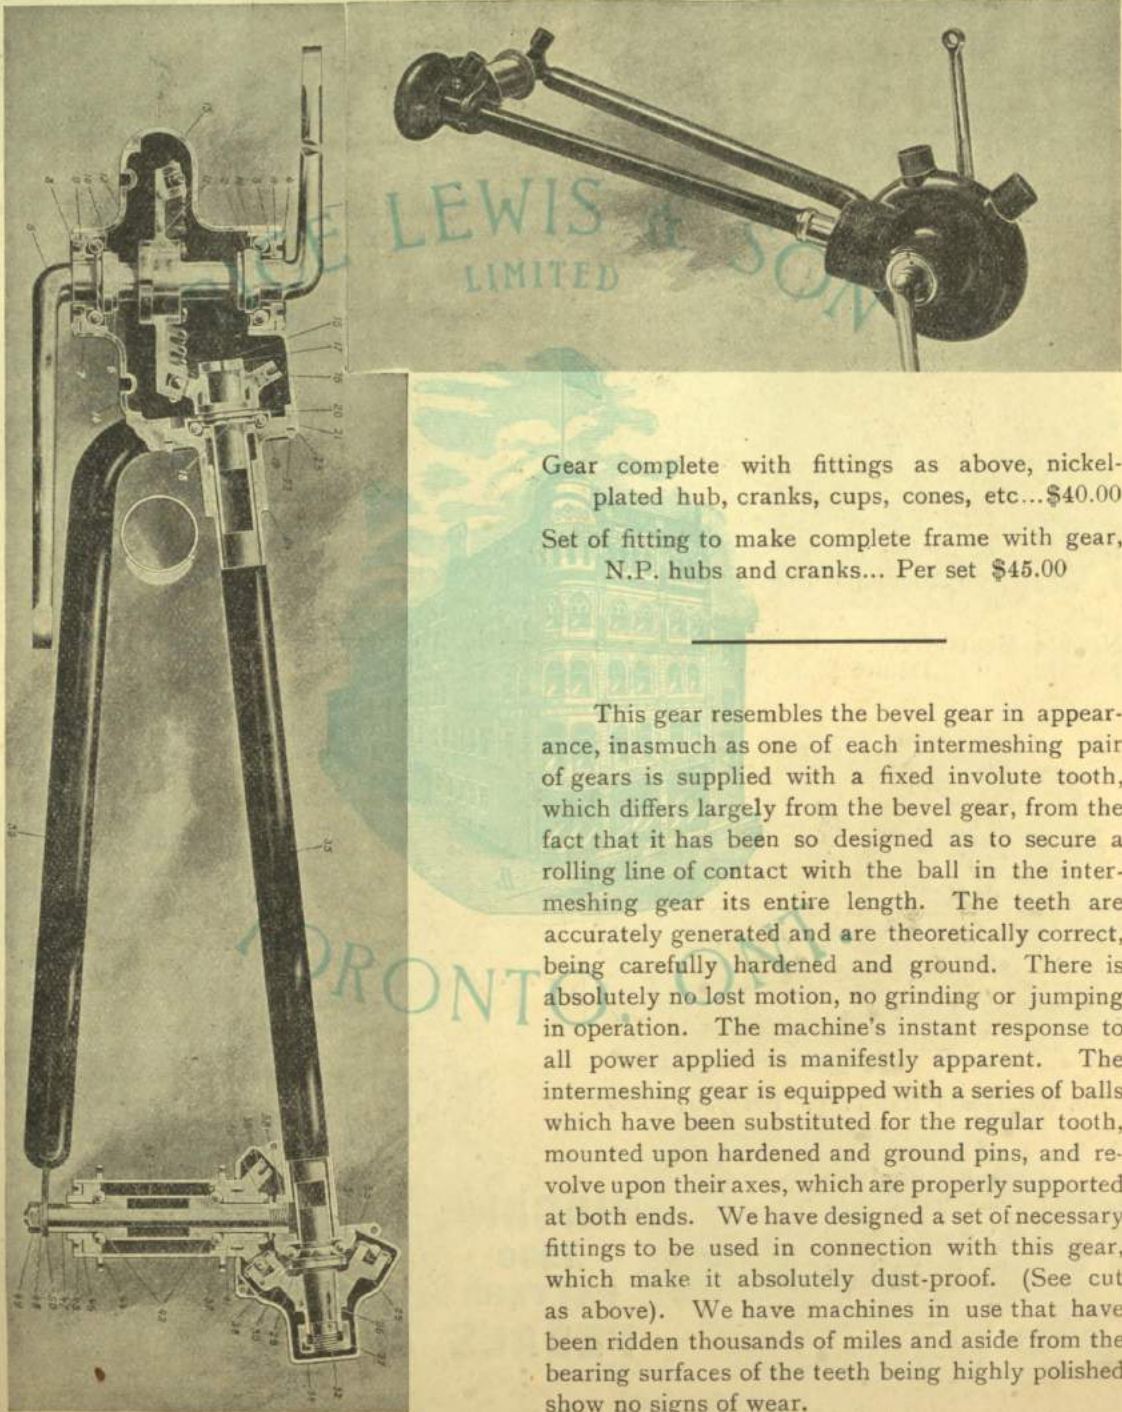 LEWIS & SON
LIMITED
TORONTO, ONT.
Gear complete with fittings as above, nickel-
plated hub, cranks, cups, cones, etc...$40.00
Set of fitting to make complete frame with gear,
N.P. hubs and cranks... Per set $45.00
This gear resembles the bevel gear in appear-
ance, inasmuch as one of each intermeshing pair
of gears is supplied with a fixed involute tooth,
which differs largely from the bevel gear, from the
fact that it has been so designed as to secure a
rolling line of contact with the ball in the inter-
meshing gear its entire length. The teeth are
accurately generated and are theoretically correct,
being carefully hardened and ground. There is
absolutely no lost motion, no grinding or jumping
in operation. The machine's instant response to
all power applied is manifestly apparent. The
intermeshing gear is equipped with a series of balls
which have been substituted for the regular tooth,
mounted upon hardened and ground pins, and re-
volve upon their axes, which are properly supported
at both ends. We have designed a set of necessary
fittings to be used in connection with this gear,
which make it absolutely dust-proof. (See cut
as above). We have machines in use that have
been ridden thousands of miles and aside from the
bearing surfaces of the teeth being highly polished
show no signs of wear.